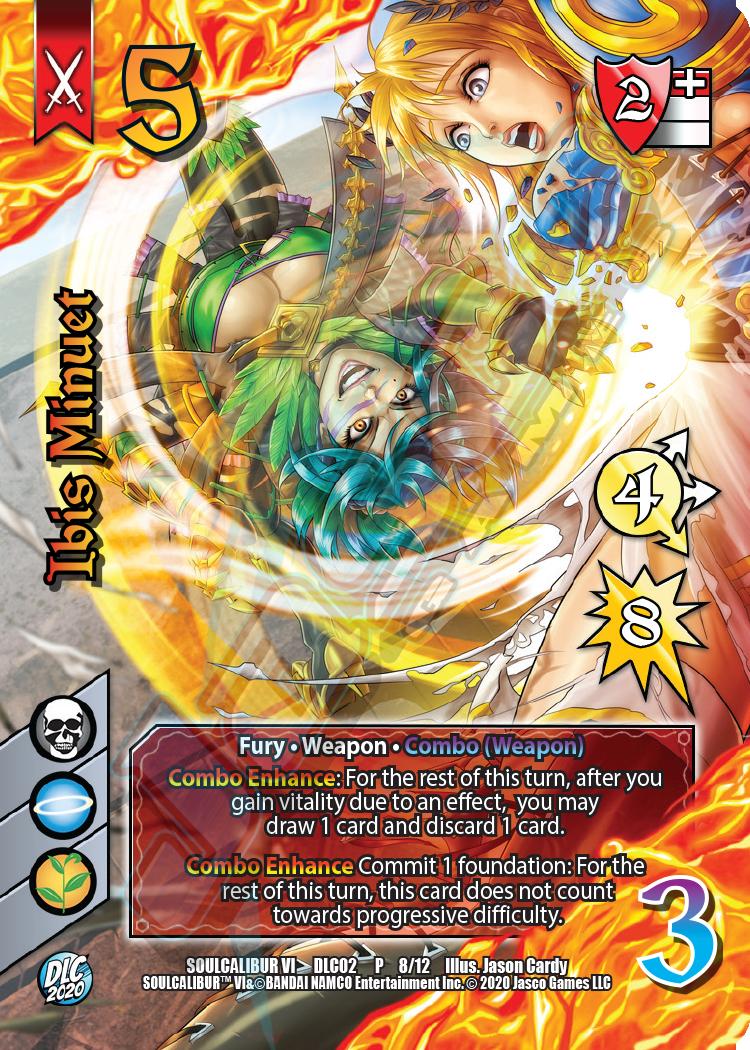 5
2
+
Ibis Minuet
4
8
Fury • Weapon • Combo (Weapon)
Combo Enhance: For the rest of this turn, after you
gain vitality due to an effect, you may
draw 1 card and discard 1 card.
Combo Enhance Commit 1 foundation: For the
rest of this turn, this card does not count
towards progressive difficulty.
3
DLC
2020
SOULCALIBUR VI > DLC02 P 8/12 Illus. Jason Cardy
SOULCALIBUR™ VI&©BANDAI NAMCO Entertainment Inc. © 2020 Jasco Games LLC